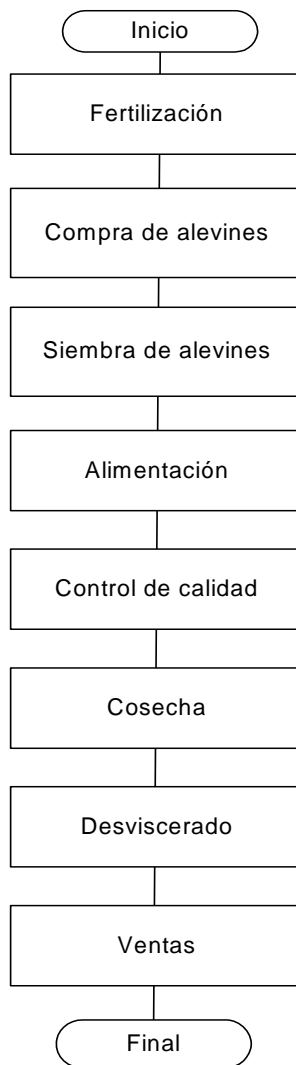 Inicio
Fertilización
Compra de alevines
Siembra de alevines
Alimentación
Control de calidad
Cosecha
Desviscerado
Ventas
Final